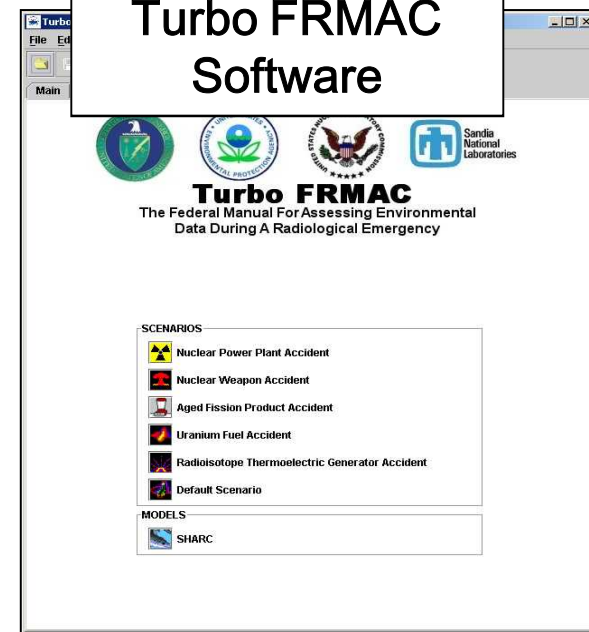 Turbo FRMAC
Software
Turbo
File Ed
Main
Sandia
National
Laboratories
Turbo FRMAC
The Federal Manual For Assessing Environmental
Data During A Radiological Emergency
SCENARIOS
Nuclear Power Plant Accident
Nuclear Weapon Accident
Aged Fission Product Accident
Uranium Fuel Accident
Radioisotope Thermoelectric Generator Accident
Default Scenario
MODELS
SHARC